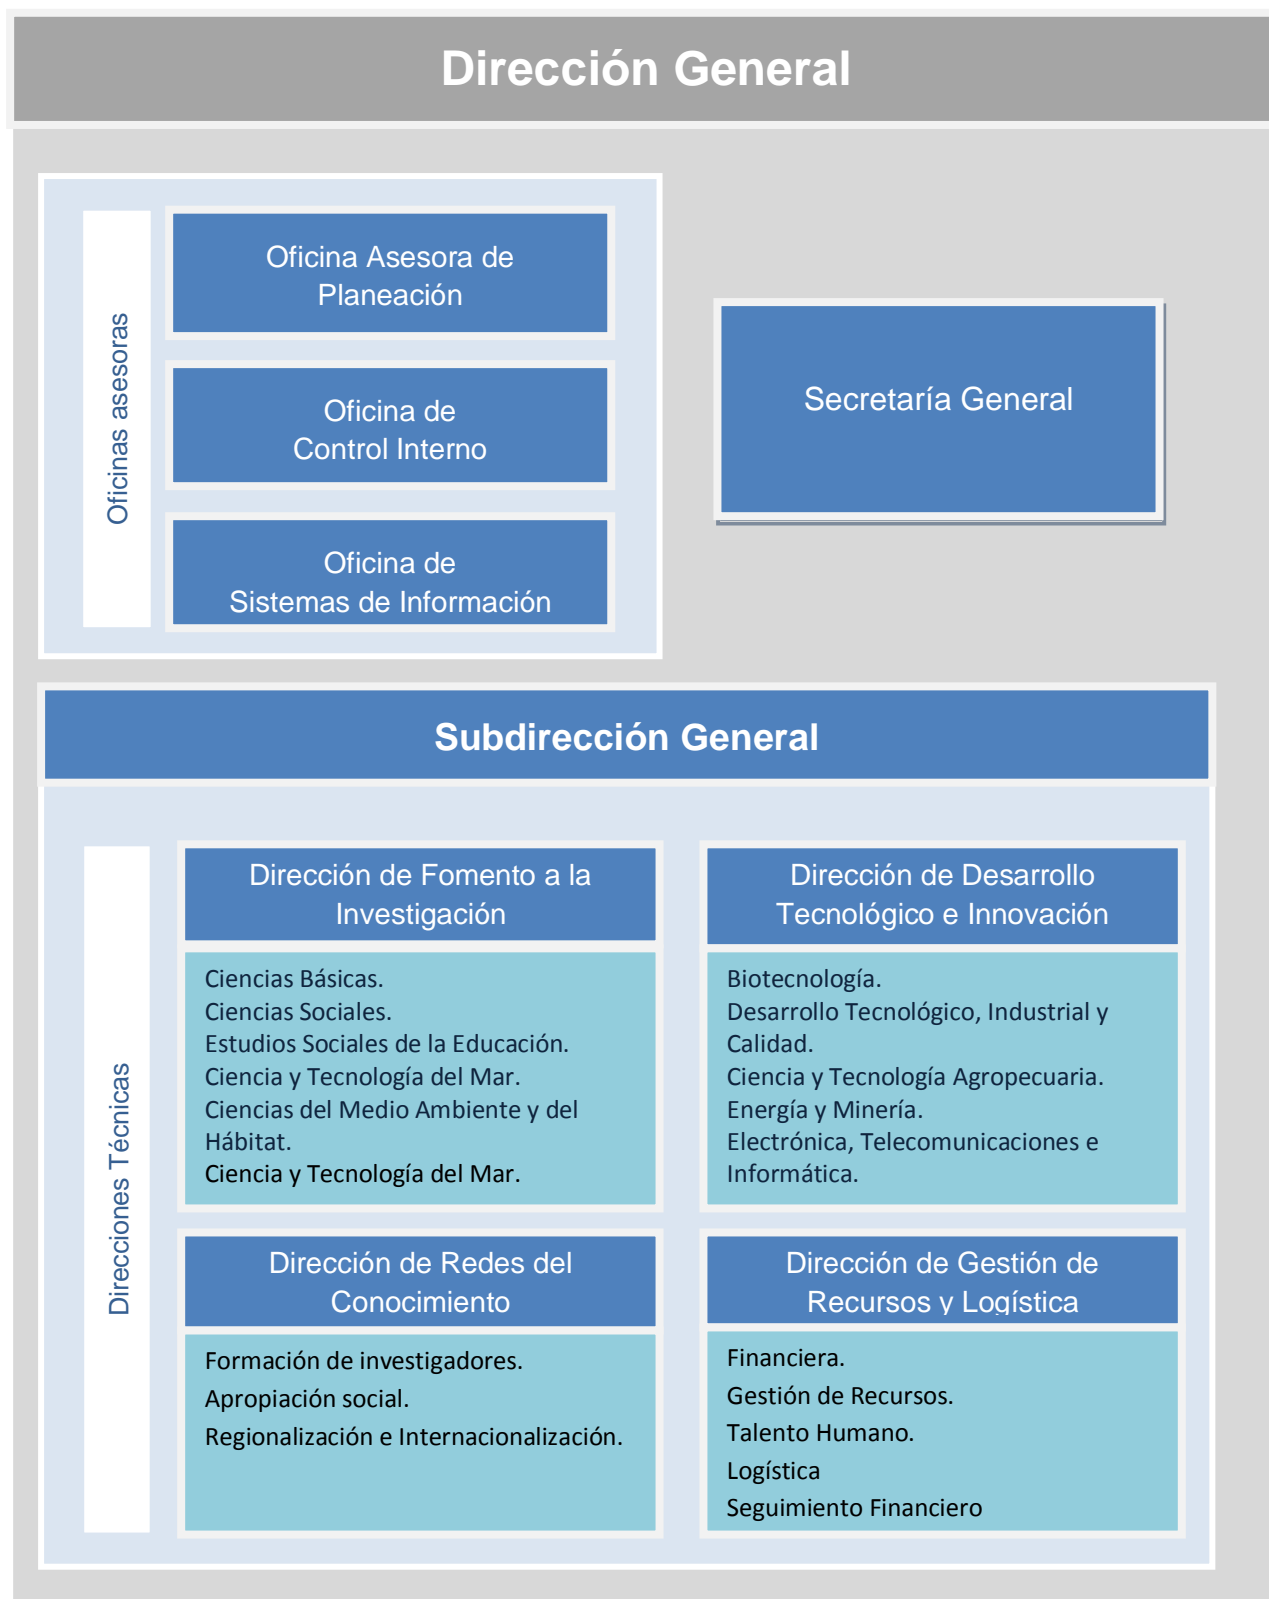 Dirección General
Oficinas asesoras
Oficina Asesora de
Planeación
Oficina de
Control Interno
Oficina de
Sistemas de Información
Secretaría General
Subdirección General
Direcciones Técnicas
Dirección de Fomento a la
Investigación
Ciencias Básicas.
Ciencias Sociales.
Estudios Sociales de la Educación.
Ciencia y Tecnología del Mar.
Ciencias del Medio Ambiente y del
Hábitat.
Ciencia y Tecnología del Mar.
Dirección de Desarrollo
Tecnológico e Innovación
Biotecnología.
Desarrollo Tecnológico, Industrial y
Calidad.
Ciencia y Tecnología Agropecuaria.
Energía y Minería.
Electrónica, Telecomunicaciones e
Informática.
Dirección de Redes del
Conocimiento
Formación de investigadores.
Apropiación social.
Regionalización e Internacionalización.
Dirección de Gestión de
Recursos y Logística
Financiera.
Gestión de Recursos.
Talento Humano.
Logística
Seguimiento Financiero